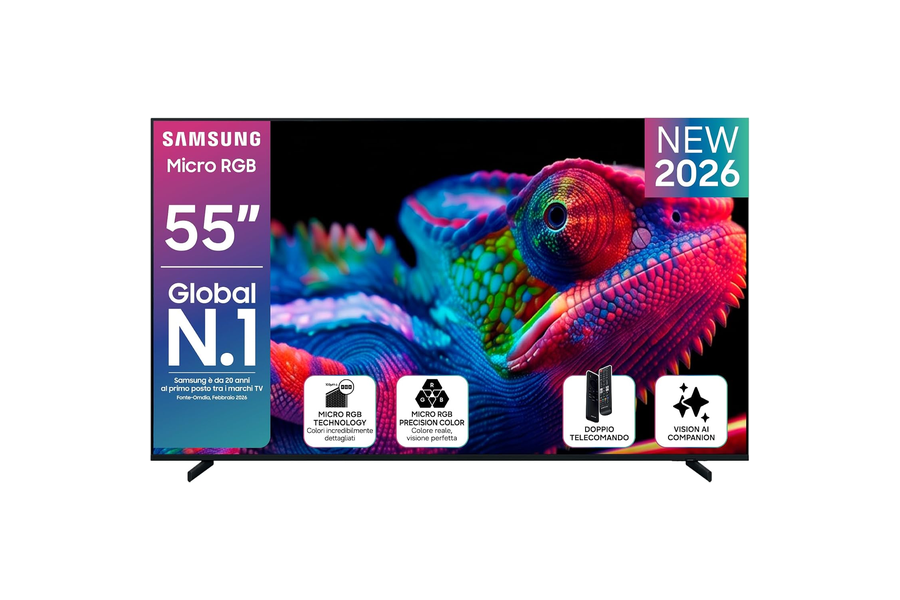 SAMSUNG
Micro RGB
55"
Global
N.1
Samsung è da 20 anni
al primo posto tra i marchi TV
Fonte-Omdia, Febbraio 2026
NEW
2026
MICRO RGB
TECHNOLOGY
Colori incredibilmente
dettagliati
R
G B
MICRO RGB
PRECISION COLOR
Colore reale,
visione perfetta
DOPPIO
TELECOMANDO
VISION AI
COMPANION